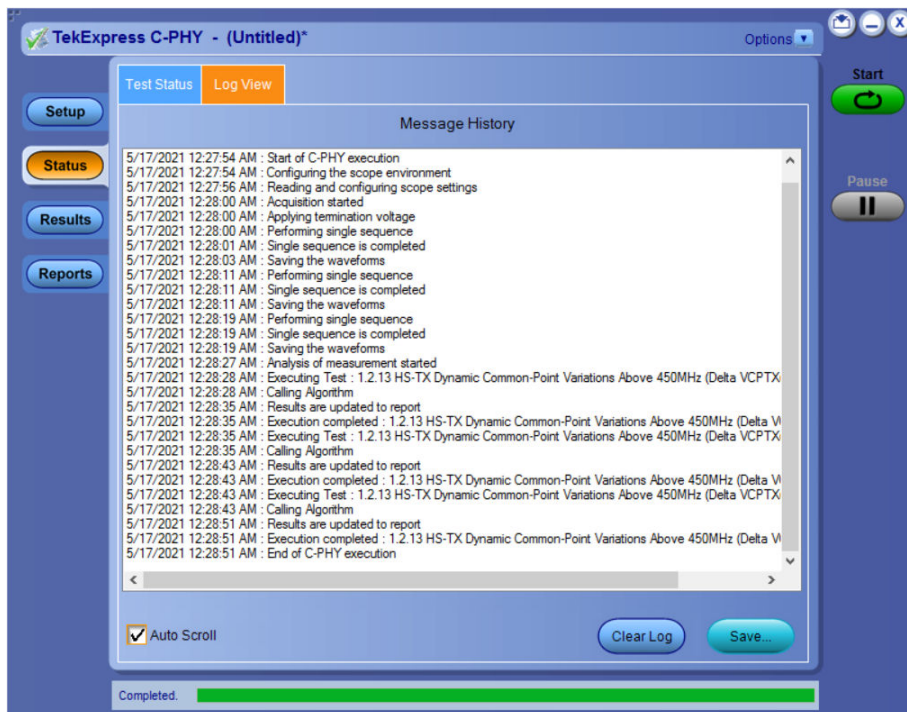 TekExpress C-PHY - (Untitled)*
Options
Start
Pause
Setup
Status
Results
Reports
Test Status
Log View
Message History
5/17/2021 12:27:54 AM : Start of C-PHY execution
5/17/2021 12:27:54 AM : Configuring the scope environment
5/17/2021 12:27:56 AM : Reading and configuring scope settings
5/17/2021 12:28:00 AM : Acquisition started
5/17/2021 12:28:00 AM : Applying termination voltage
5/17/2021 12:28:00 AM : Performing single sequence
5/17/2021 12:28:01 AM : Single sequence is completed
5/17/2021 12:28:03 AM : Saving the waveforms
5/17/2021 12:28:11 AM : Performing single sequence
5/17/2021 12:28:11 AM : Single sequence is completed
5/17/2021 12:28:11 AM : Saving the waveforms
5/17/2021 12:28:19 AM : Performing single sequence
5/17/2021 12:28:19 AM : Single sequence is completed
5/17/2021 12:28:19 AM : Saving the waveforms
5/17/2021 12:28:27 AM : Analysis of measurement started
5/17/2021 12:28:28 AM : Executing Test : 1.2.13 HS-TX Dynamic Common-Point Variations Above 450MHz (Delta VCPTX
5/17/2021 12:28:28 AM : Calling Algorithm
5/17/2021 12:28:35 AM : Results are updated to report
5/17/2021 12:28:35 AM : Execution completed : 1.2.13 HS-TX Dynamic Common-Point Variations Above 450MHz (Delta V
5/17/2021 12:28:35 AM : Executing Test : 1.2.13 HS-TX Dynamic Common-Point Variations Above 450MHz (Delta VCPTX
5/17/2021 12:28:35 AM : Calling Algorithm
5/17/2021 12:28:43 AM : Results are updated to report
5/17/2021 12:28:43 AM : Execution completed : 1.2.13 HS-TX Dynamic Common-Point Variations Above 450MHz (Delta V
5/17/2021 12:28:43 AM : Executing Test : 1.2.13 HS-TX Dynamic Common-Point Variations Above 450MHz (Delta VCPTX
5/17/2021 12:28:43 AM : Calling Algorithm
5/17/2021 12:28:51 AM : Results are updated to report
5/17/2021 12:28:51 AM : Execution completed : 1.2.13 HS-TX Dynamic Common-Point Variations Above 450MHz (Delta V
5/17/2021 12:28:51 AM : End of C-PHY execution
Auto Scroll
Clear Log
Save...
Completed.